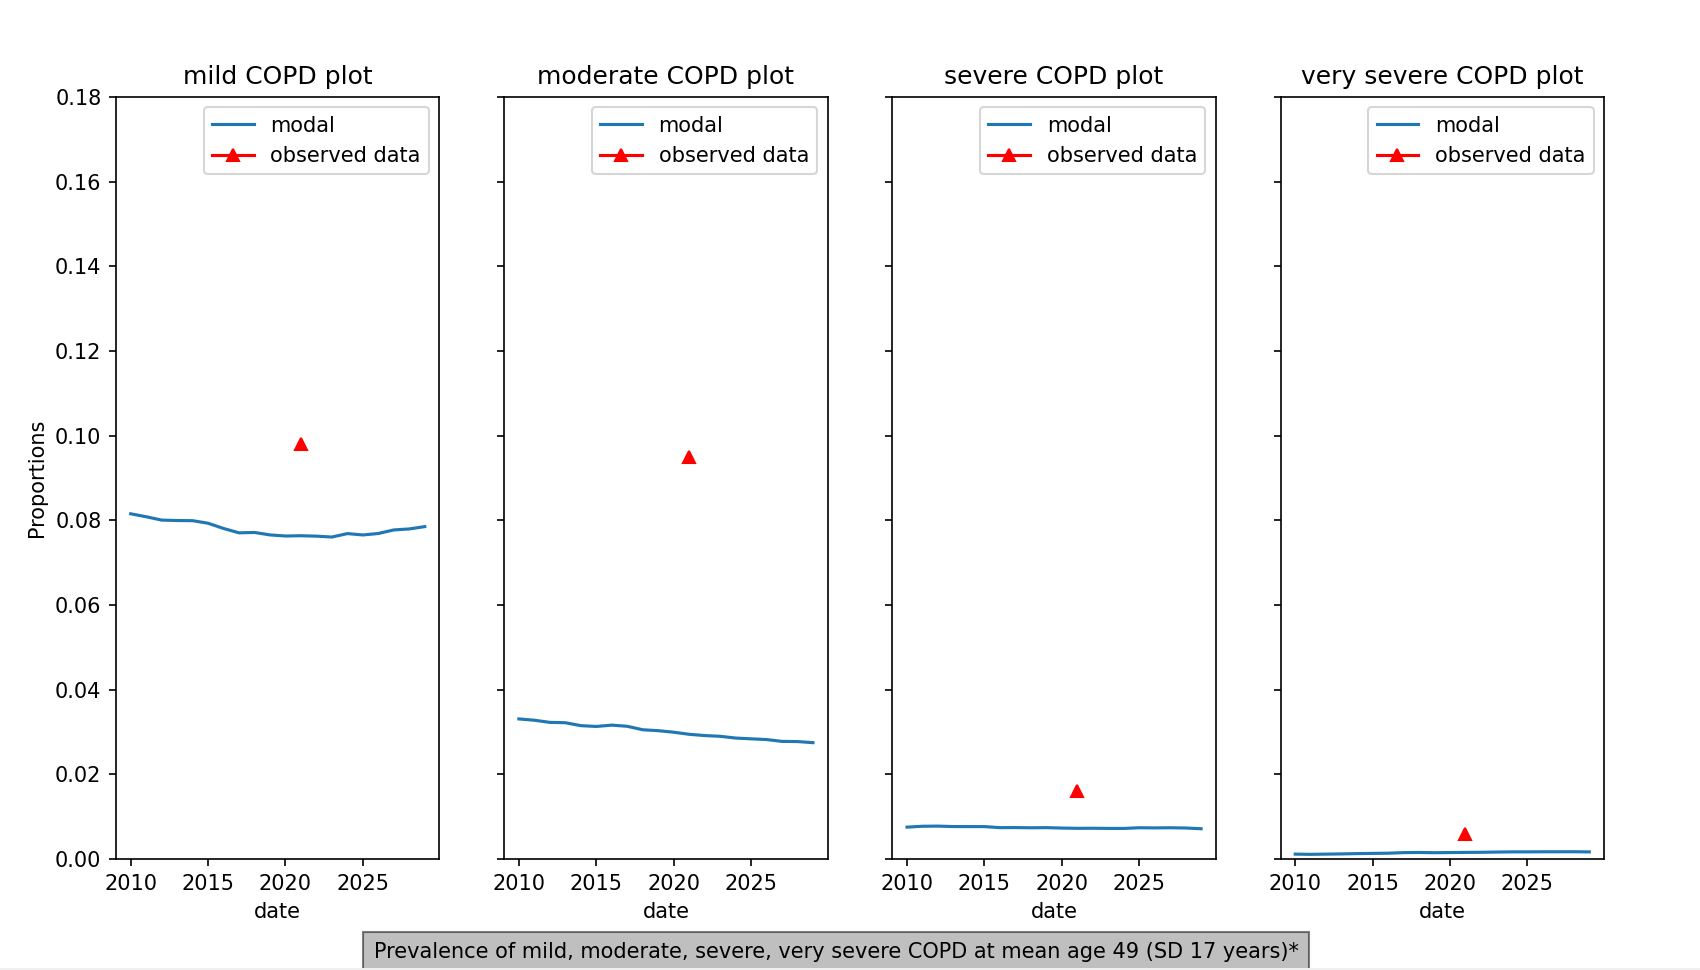 mild COPD plot
moderate COPD plot
severe COPD plot
very severe COPD plot
0.18
0.16
0.14
0.12
0.10
0.08
0.06
0.04
0.02
0.00
Proportions
modal
observed data
modal
observed data
modal
observed data
modal
observed data
2010 2015 2020 2025
2010 2015 2020 2025
2010 2015 2020 2025
2010 2015 2020 2025
date
date
date
date
Prevalence of mild, moderate, severe, very severe COPD at mean age 49 (SD 17 years)*